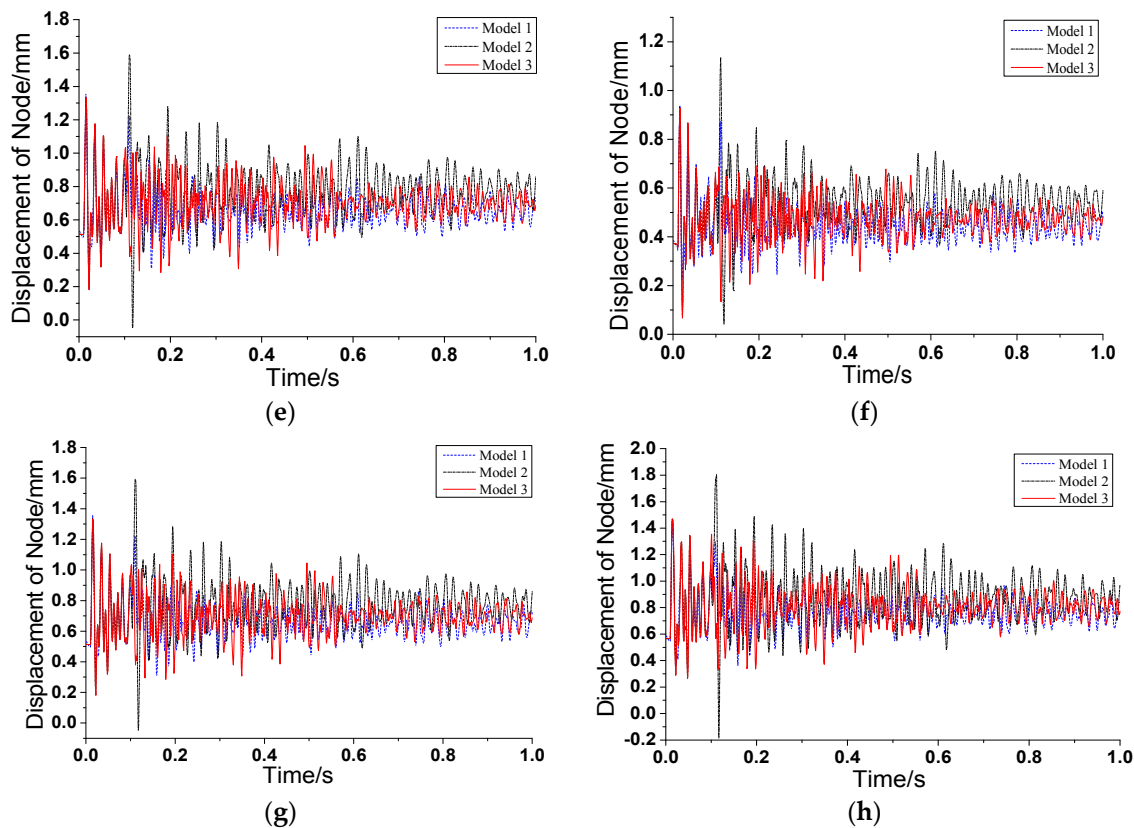 Displacement of Node/mm
1.8
1.6
1.4
1.2
1.0
0.8
0.6
0.4
0.2
0.0
Model 1
Model 2
Model 3
0.0 0.2 0.4 0.6 0.8 1.0
Time/s
(e)
Displacement of Node/mm
1.2
1.0
0.8
0.6
0.4
0.2
0.0
Model 1
Model 2
Model 3
0.0 0.2 0.4 0.6 0.8 1.0
Time/s
(f)
Displacement of Node/mm
1.8
1.6
1.4
1.2
1.0
0.8
0.6
0.4
0.2
0.0
Model 1
Model 2
Model 3
0.0 0.2 0.4 0.6 0.8 1.0
Time/s
(g)
Displacement of Node/mm
2.0
1.8
1.6
1.4
1.2
1.0
0.8
0.6
0.4
0.2
0.0
-0.2
Model 1
Model 2
Model 3
0.0 0.2 0.4 0.6 0.8 1.0
Time/s
(h)